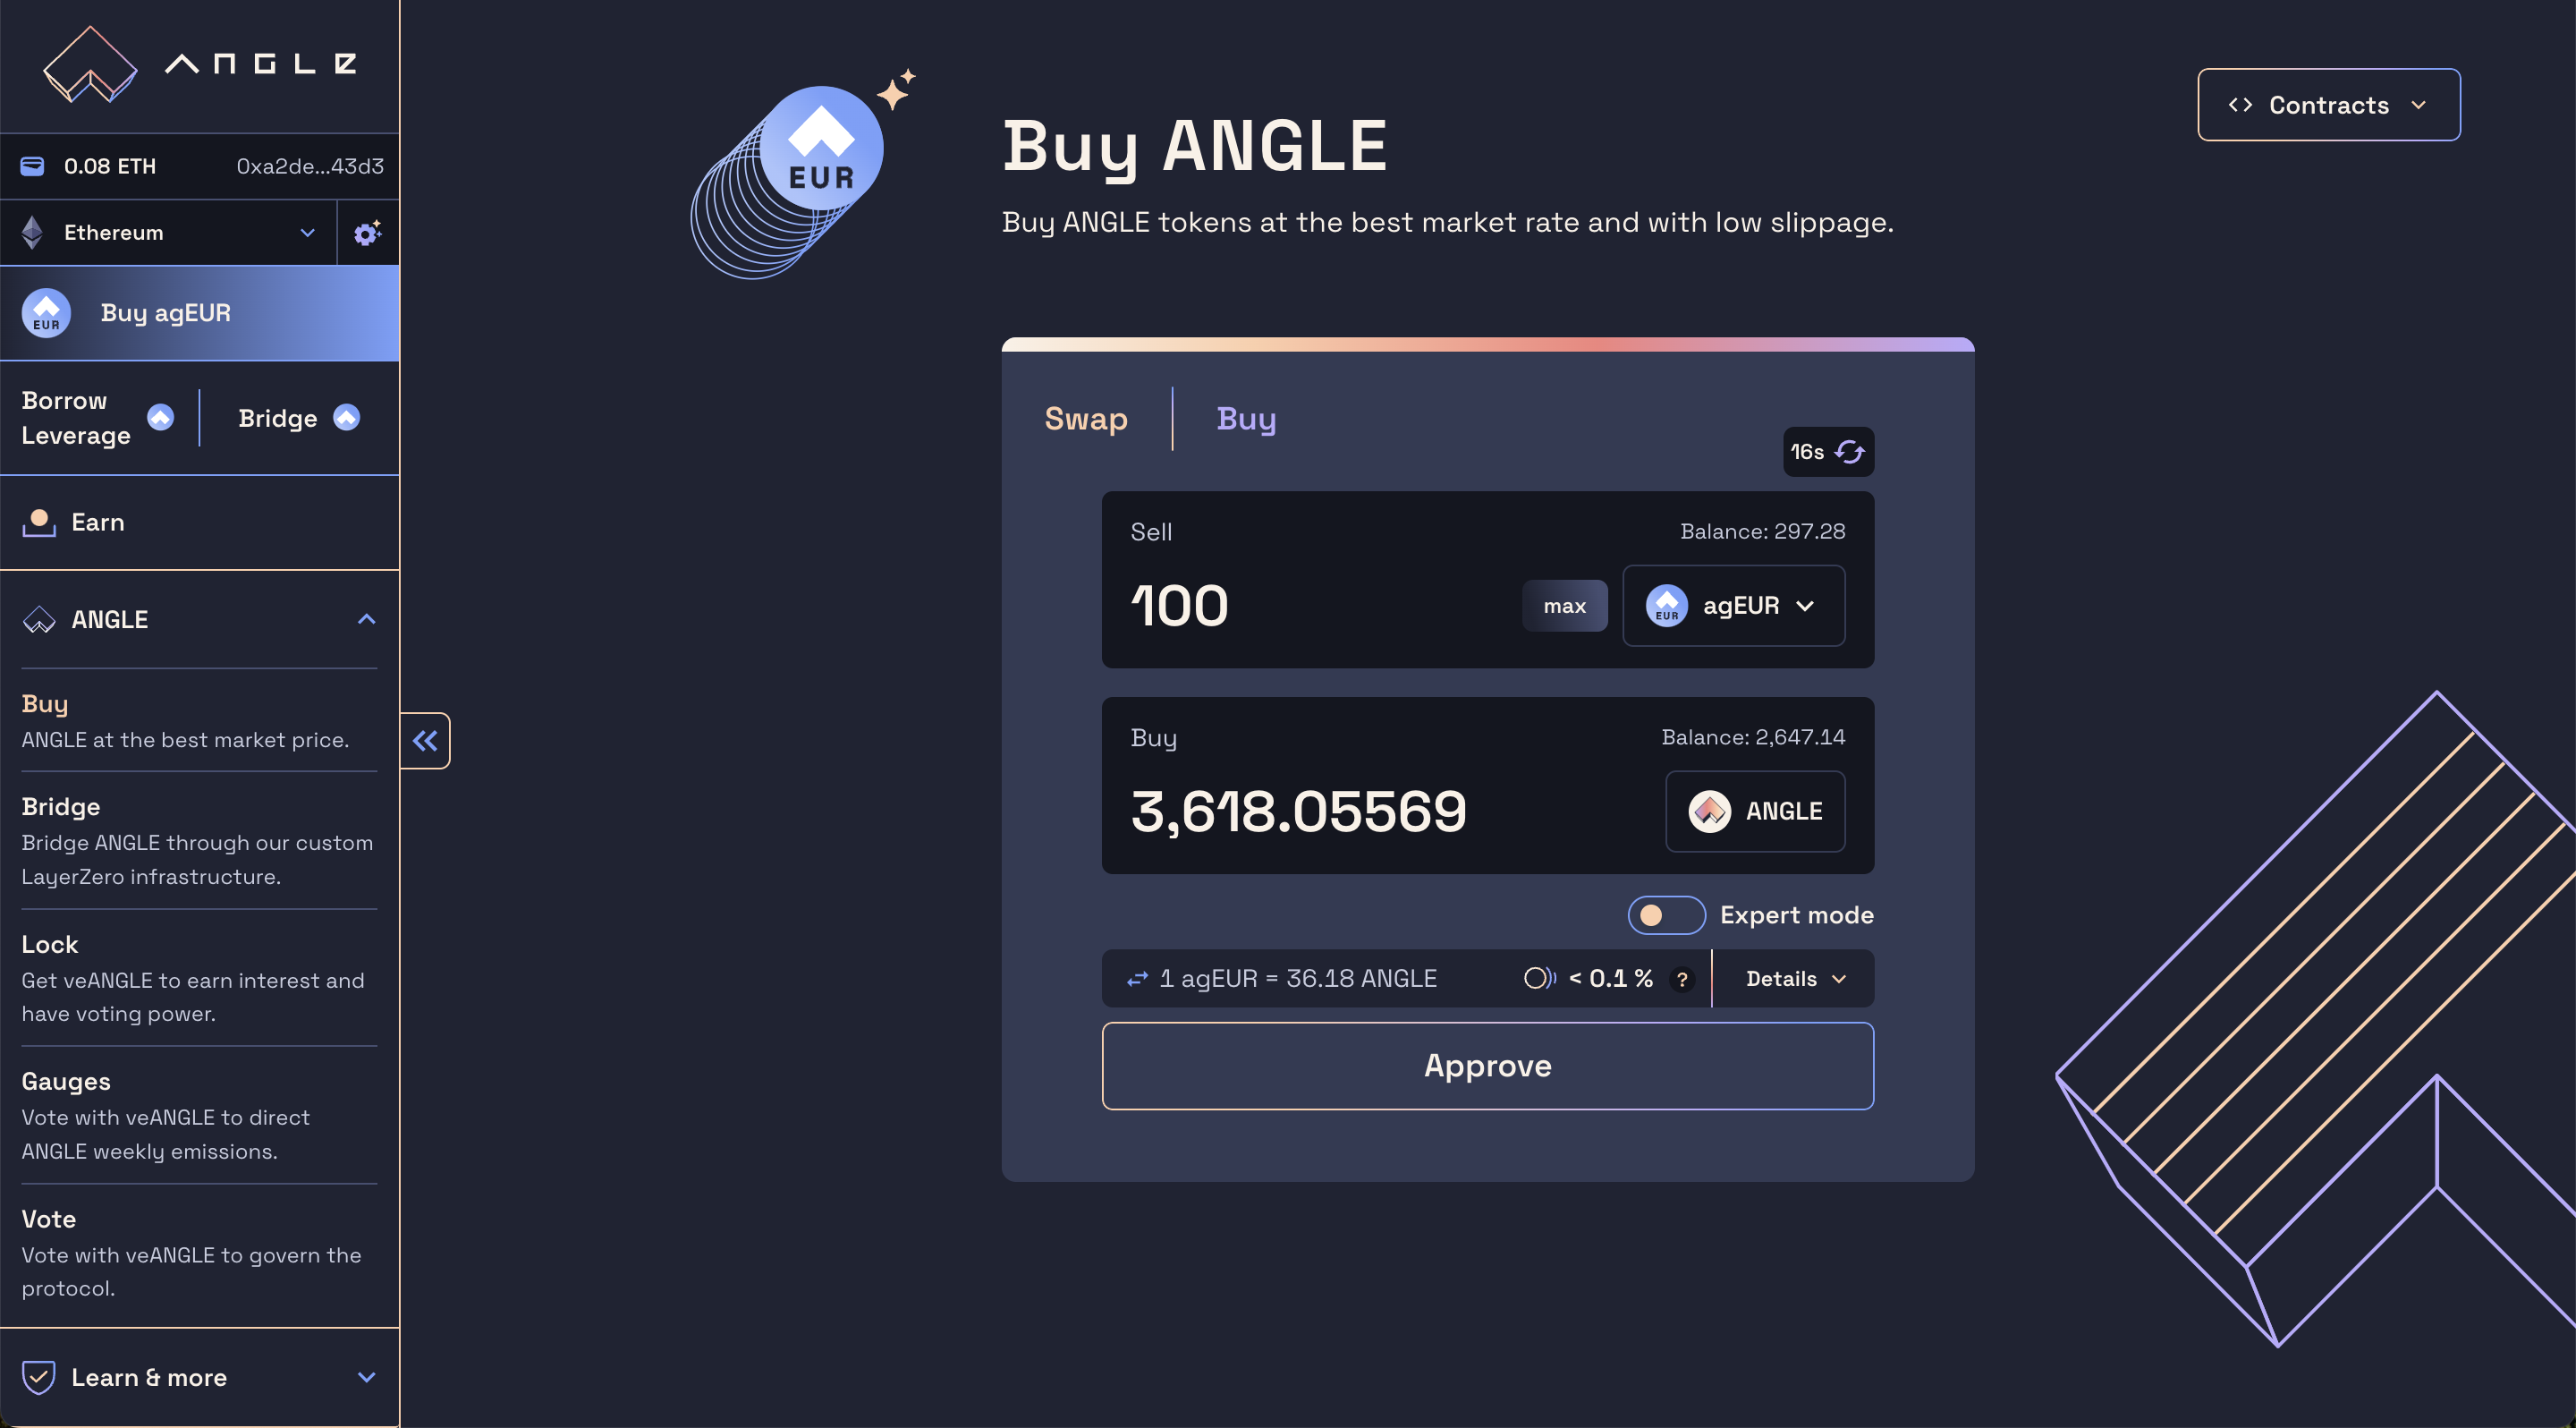 ANGLE
0.08 ETH 0xa2de...43d3
Ethereum
EUR
Buy agEUR
Borrow
Leverage
Bridge
Earn
ANGLE
Buy
ANGLE at the best market price.
Bridge
Bridge ANGLE through our custom
LayerZero infrastructure.
Lock
Get veANGLE to earn interest and
have voting power.
Gauges
Vote with veANGLE to direct
ANGLE weekly emissions.
Vote
Vote with veANGLE to govern the
protocol.
Learn & more
EUR
Buy ANGLE
Buy ANGLE tokens at the best market rate and with low slippage.
<> Contracts
Swap Buy
16s
Sell Balance: 297.28
100 max EUR agEUR
Buy Balance: 2,647.14
3,618.05569 ANGLE
Expert mode
1 agEUR = 36.18 ANGLE < 0.1 % ? Details
Approve